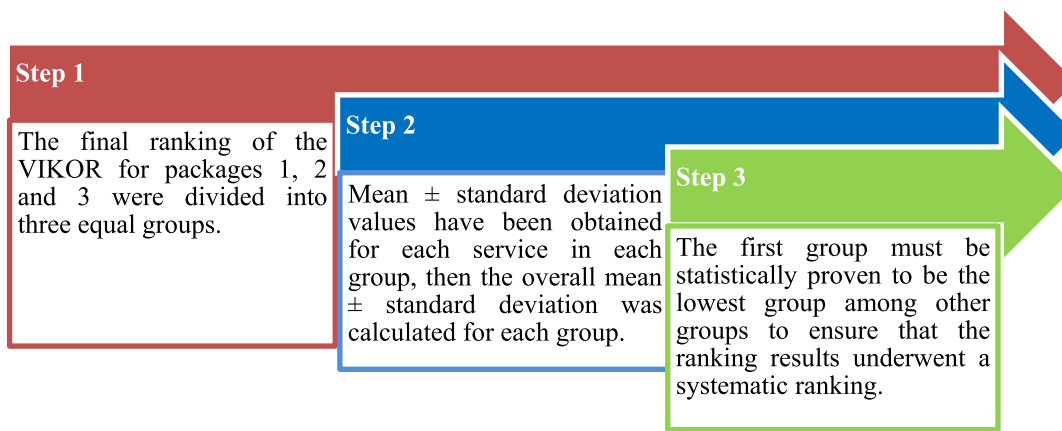 Step 1
The final ranking of the
VIKOR for packages 1, 2
and 3 were divided into
three equal groups.
Step 2
Mean ± standard deviation
values have been obtained
for each service in each
group, then the overall mean
± standard deviation was
calculated for each group.
Step 3
The first group must be
statistically proven to be the
lowest group among other
groups to ensure that the
ranking results underwent a
systematic ranking.